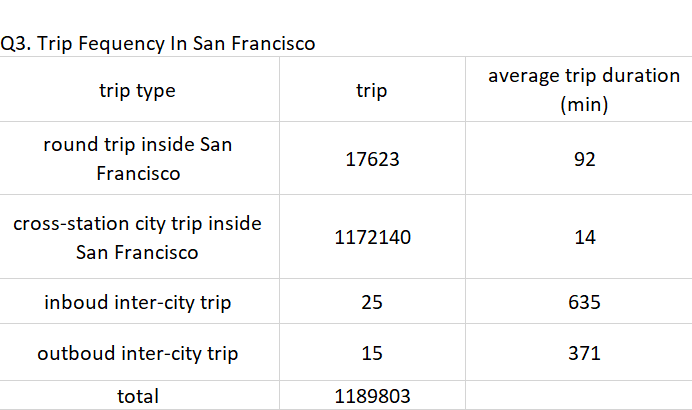 Q3. Trip Fequency In San Francisco
trip type trip average trip duration
(min)
round trip inside San
Francisco 17623 92
cross-station city trip inside
San Francisco 1172140 14
inboud inter-city trip 25 635
outboud inter-city trip 15 371
total 1189803